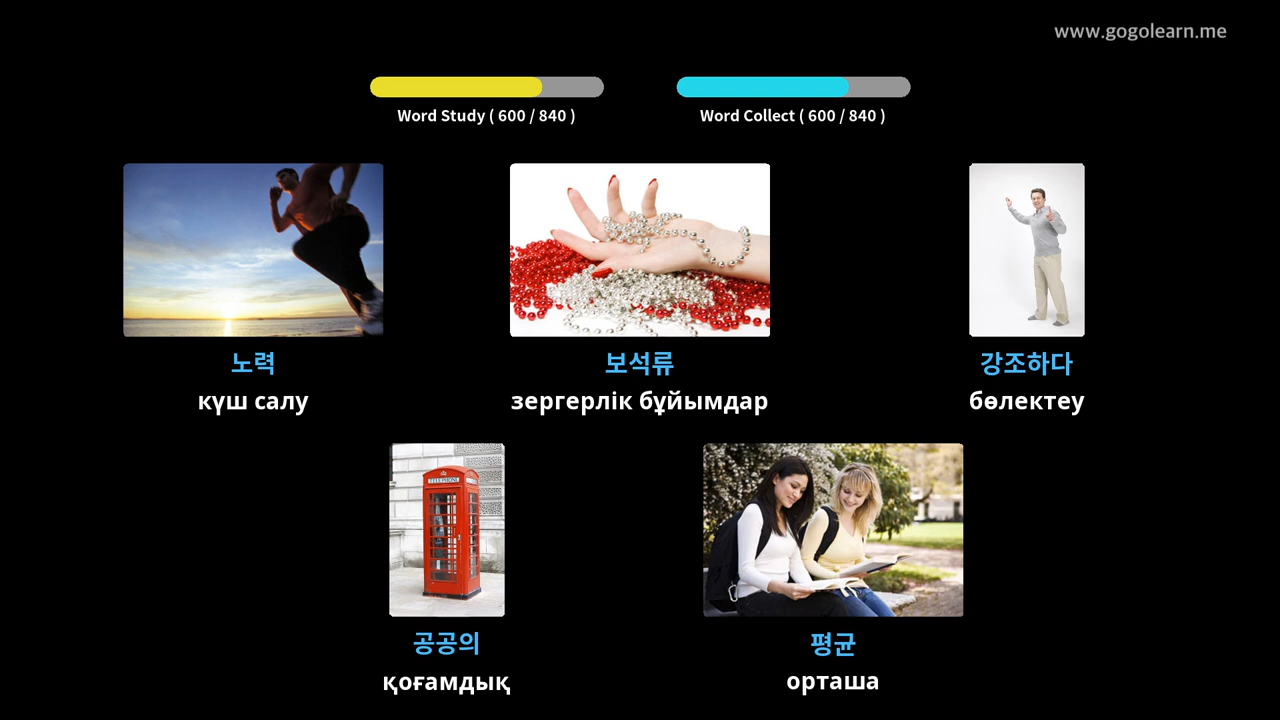 www.gogolearn.me
Word Study ( 600 / 840 )
Word Collect ( 600 / 840 )
노력
күш салу
보석류
зергерлік бұйымдар
강조하다
бөлектеу
TELEPHONE
공공의
қоғамдық
평균
орташа